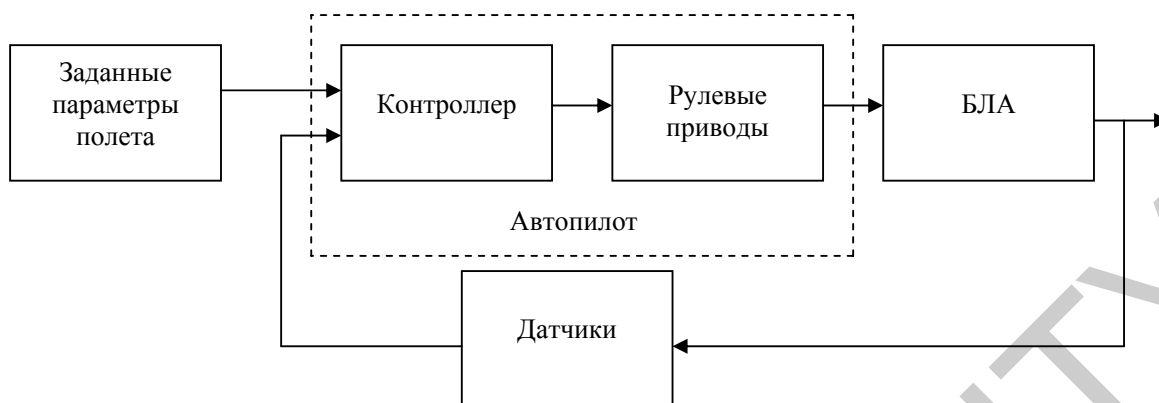 Заданные
параметры
полета
Контроллер
Рулевые
приводы
БЛА
Автопилот
Датчики